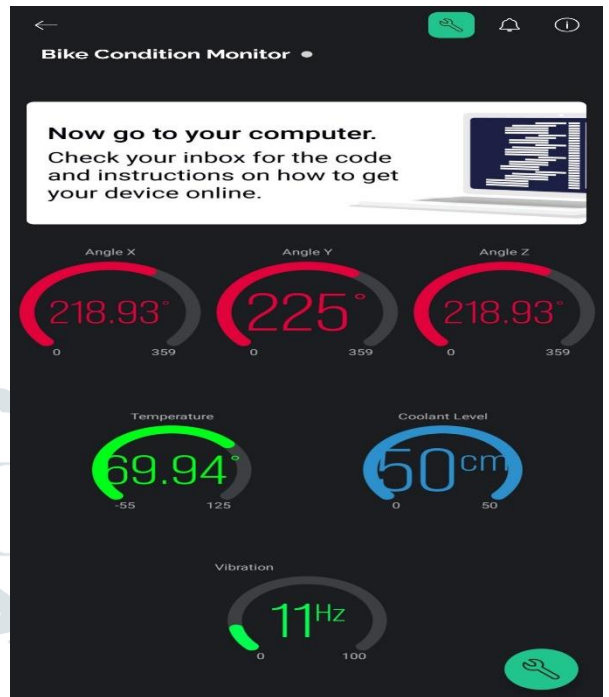 Bike Condition Monitor
Now go to your computer.
Check your inbox for the code
and instructions on how to get
your device online.
Angle X
Angle Y
Angle Z
218.93°
225°
218.93°
0
359
0
359
0
359
Temperature
Coolant Level
69.94°
50cm
-55
125
0
50
Vibration
11Hz
0
100